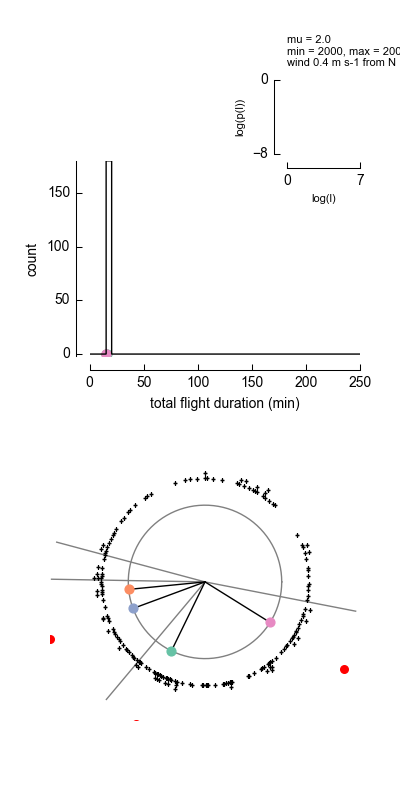 mu = 2.0
min = 2000, max = 200
wind 0.4 m s-1 from N
0
log(p(l))
−8
0 7
log(l)
150
100
50
0
count
0 50 100 150 200 250
total flight duration (min)